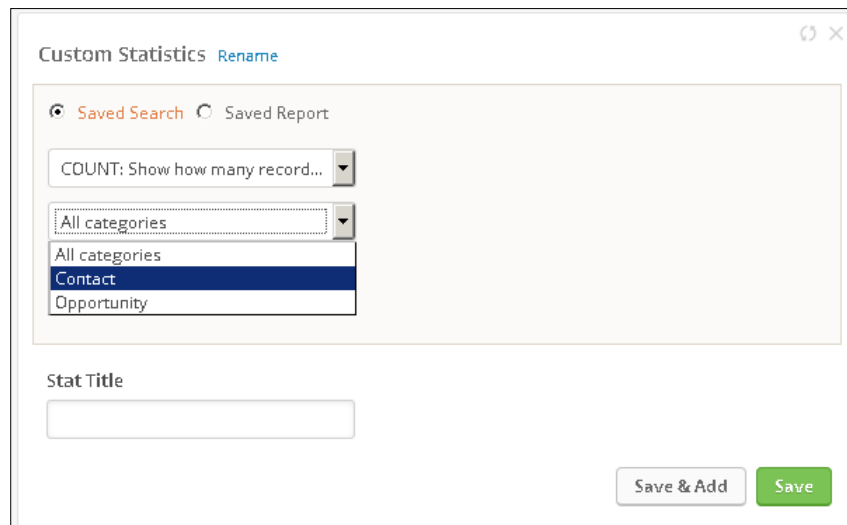 Custom Statistics Rename
Saved Search Saved Report
COUNT: Show how many record...
All categories
All categories
Contact
Opportunity
Stat Title
Save & Add Save